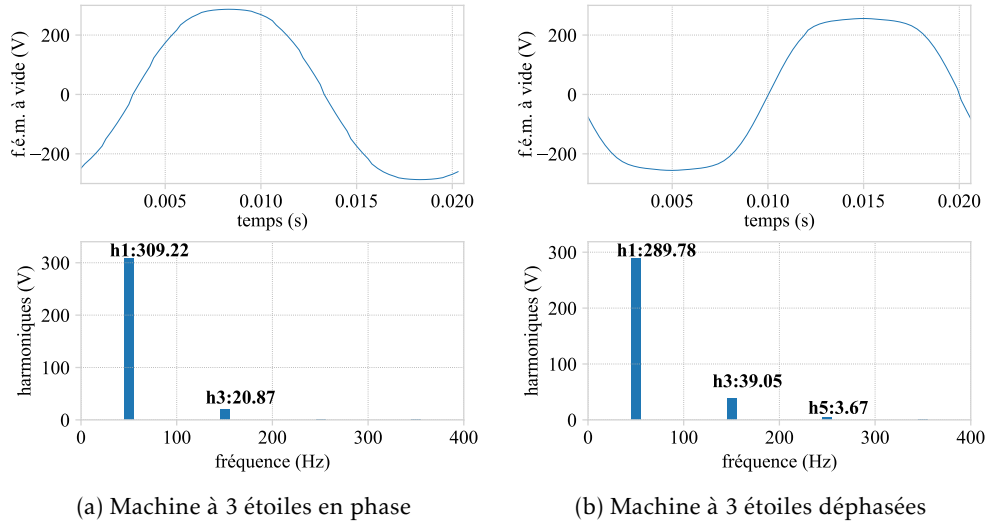 200
0
−200
f.é.m. à vide (V)
0.005 0.010 0.015 0.020
temps (s)
200
0
−200
f.é.m. à vide (V)
0.005 0.010 0.015 0.020
temps (s)
h1:309.22
h3:20.87
300
200
100
0
harmoniques (V)
0 100 200 300 400
fréquence (Hz)
h1:289.78
h3:39.05
h5:3.67
300
200
100
0
harmoniques (V)
0 100 200 300 400
fréquence (Hz)
(a) Machine à 3 étoiles en phase
(b) Machine à 3 étoiles déphasées